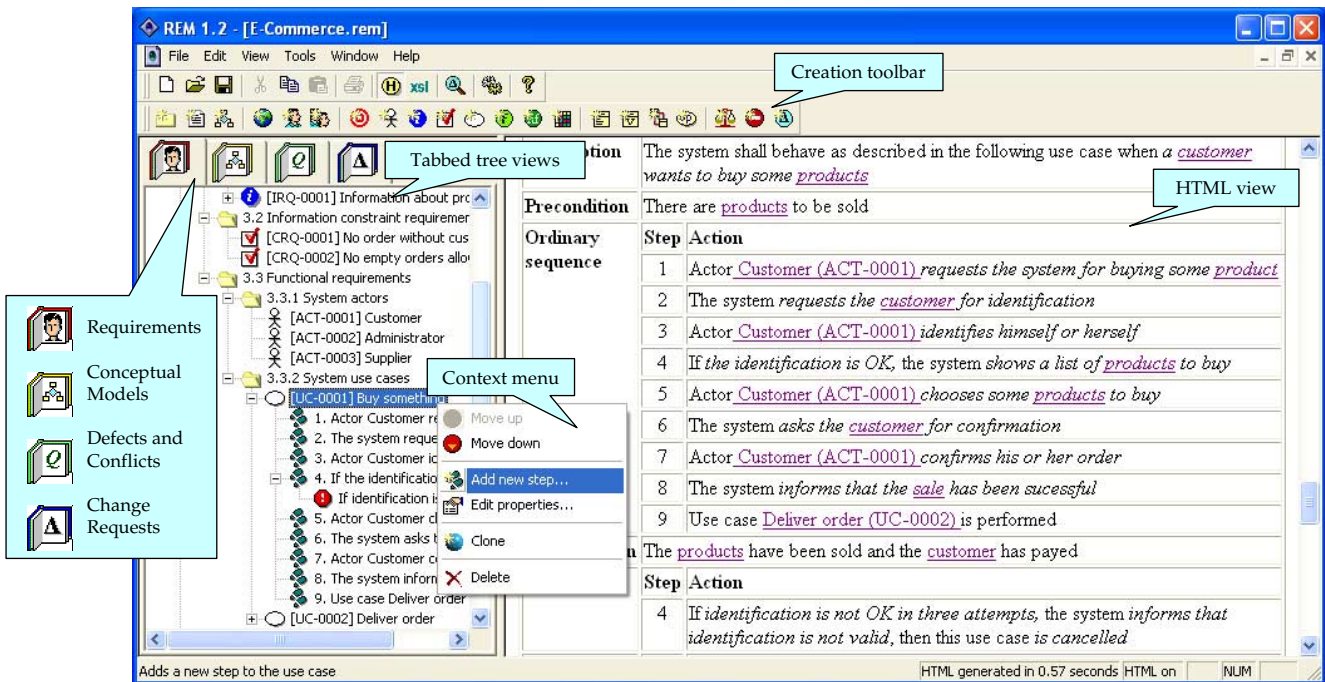 REM 1.2 - [E-Commerce.rem]
File Edit View Tools Window Help
H xsl
Creation toolbar
Tabbed tree views
HTML view
Context menu
Requirements
Conceptual
Models
Defects and
Conflicts
Change
Requests
[IRQ-0001] Information about pro
3.2 Information constraint requiremer
[CRQ-0001] No order without cus
[CRQ-0002] No empty orders allo
3.3 Functional requirements
3.3.1 System actors
[ACT-0001] Customer
[ACT-0002] Administrator
[ACT-0003] Supplier
3.3.2 System use cases
[UC-0001] Buy something
1. Actor Customer re
2. The system reque
3. Actor Customer id
4. If the identificatio
If identification is
5. Actor Customer cl
6. The system asks t
7. Actor Customer co
8. The system inform
9. Use case Deliver order
[UC-0002] Deliver order
Move up
Move down
Add new step...
Edit properties...
Clone
Delete
ption The system shall behave as described in the following use case when a customer
wants to buy some products
Precondition There are products to be sold
Ordinary Step Action
sequence
1 Actor Customer (ACT-0001) requests the system for buying some product
2 The system requests the customer for identification
3 Actor Customer (ACT-0001) identifies himself or herself
4 If the identification is OK, the system shows a list of products to buy
5 Actor Customer (ACT-0001) chooses some products to buy
6 The system asks the customer for confirmation
7 Actor Customer (ACT-0001) confirms his or her order
8 The system informs that the sale has been sucessful
9 Use case Deliver order (UC-0002) is performed
n The products have been sold and the customer has payed
Step Action
4 If identification is not OK in three attempts, the system informs that
identification is not valid, then this use case is cancelled
Adds a new step to the use case HTML generated in 0.57 seconds HTML on NUM